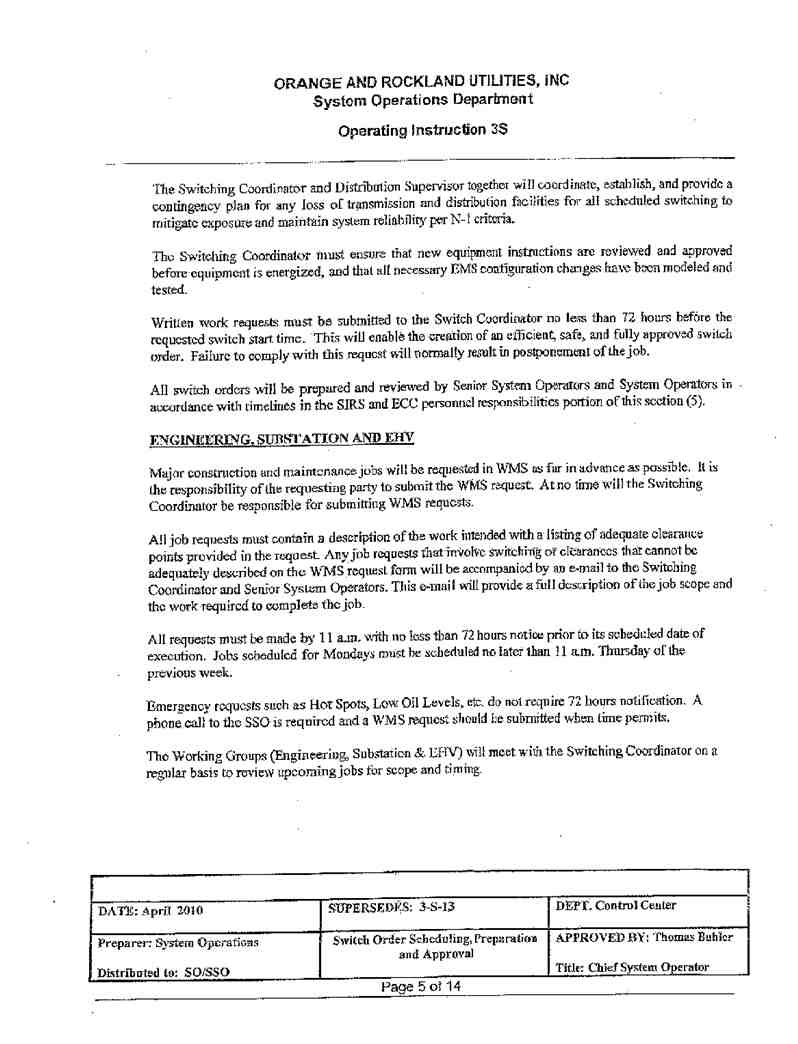 ORANGE AND ROCKLAND UTILITIES, INC
System Operations Department
Operating Instruction 3S
The Switching Coordinator and Distribution Supervisor together will coordinate, establish, and provide a
contingency plan for any loss of transmission and distribution facilities for all scheduled switching to
mitigate exposure and maintain system reliability per N-1 criteria.
The Switching Coordinator must ensure that new equipment instructions are reviewed and approved
before equipment is energized, and that all necessary EMS configuration changes have been modeled and
tested.
Written work requests must be submitted to the Switch Coordinator no less than 72 hours before the
requested switch start time. This will enable the creation of an efficient, safe, and fully approved switch
order. Failure to comply with this request will normally result in postponement of the job.
All switch orders will be prepared and reviewed by Senior System Operators and System Operators in
accordance with timelines in the SIRS and ECC personnel responsibilities portion of this section (5).
ENGINEERING, SUBSTATION AND EHV
Major construction and maintenance jobs will be requested in WMS as far in advance as possible. It is
the responsibility of the requesting party to submit the WMS request. At no time will the Switching
Coordinator be responsible for submitting WMS requests.
All job requests must contain a description of the work intended with a listing of adequate clearance
points provided in the request. Any job requests that involve switching or clearances that cannot be
adequately described on the WMS request form will be accompanied by an e-mail to the Switching
Coordinator and Senior System Operators. This e-mail will provide a full description of the job scope and
the work required to complete the job.
All requests must be made by 11 a.m. with no less than 72 hours notice prior to its scheduled date of
execution. Jobs scheduled for Mondays must be scheduled no later than 11 a.m. Thursday of the
previous week.
Emergency requests such as Hot Spots, Low Oil Levels, etc. do not require 72 hours notification. A
phone call to the SSO is required and a WMS request should be submitted when time permits.
The Working Groups (Engineering, Substation & EHV) will meet with the Switching Coordinator on a
regular basis to review upcoming jobs for scope and timing.
DATE: April 2010
SUPERSEDES: 3-S-13
DEPT. Control Center
Preparer: System Operations
Distributed to: SO/SSO
Switch Order Scheduling, Preparation
and Approval
APPROVED BY: Thomas Buhler
Title: Chief System Operator
Page 5 of 14